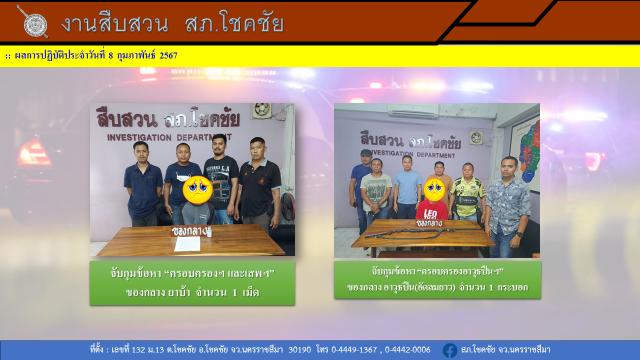 งานสืบสวน สภ.โชคชัย
:: ผลการปฏิบัติประจำวันที่ 8 กุมภาพันธ์ 2567
สืบสวน สภ.โชคชัย
INVESTIGATION DEPARTMENT
ของกลาง
จับกุมข้อหา “ครอบครองฯ และเสพฯ”
ของกลาง ยาบ้า จำนวน 1 เม็ด
สืบสวน สภ.โชคชัย
INVESTIGATION DEPARTMENT
LEO
ของกลาง
จับกุมข้อหา “ครอบครองอาวุธปืนฯ”
ของกลาง อาวุธปืน(อัดลมยาว) จำนวน 1 กระบอก
ที่ตั้ง : เลขที่ 132 ม.13 ต.โชคชัย อ.โชคชัย จว.นครราชสีมา 30190 โทร 0-4449-1367 , 0-4442-0006 สภ.โชคชัย จว.นครราชสีมา